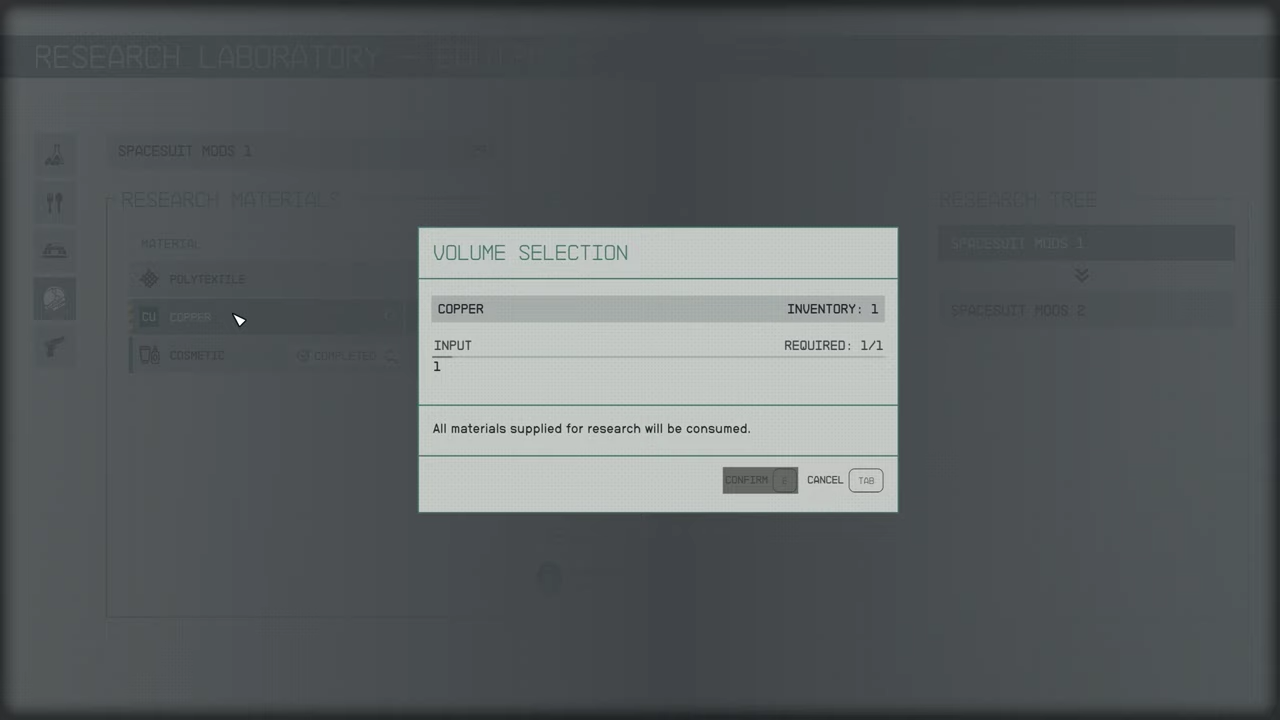 RESEARCH LABORATORY — EQUIPM
SPACESUIT MODS 1
RESEARCH MATERIALS
RESEARCH TREE
MATERIAL
POLYTEXTILE
CU COPPER
COSMETIC COMPLETED
SPACESUIT MODS 1
SPACESUIT MODS 2
VOLUME SELECTION
COPPER INVENTORY: 1
INPUT REQUIRED: 1/1
1
All materials supplied for research will be consumed.
CONFIRM E CANCEL TAB